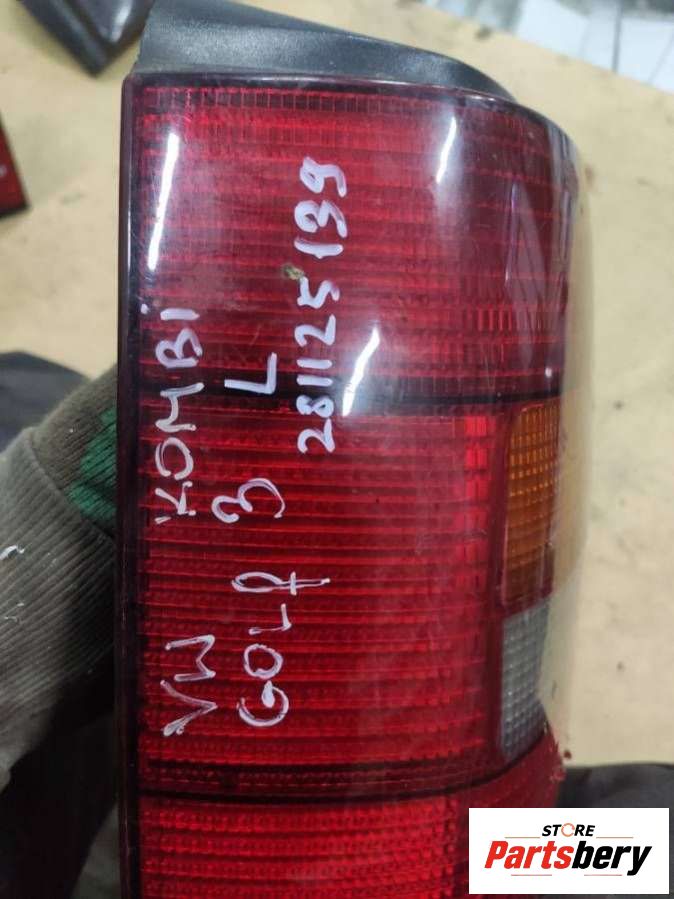 VW KOMBI
GOLF 3 L
281125139
STORE
Partsbery